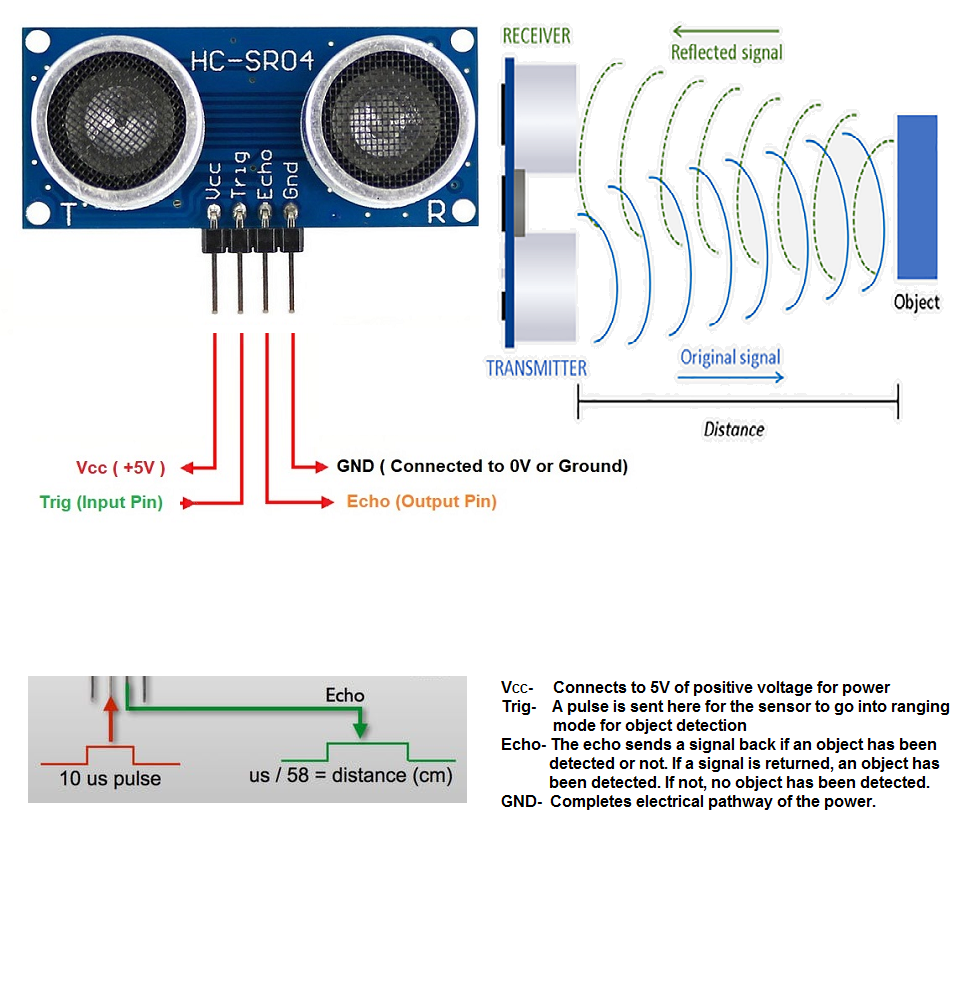 HC-SR04
Vcc
Trig
Echo
Gnd
T
R
RECEIVER
Reflected signal
Object
TRANSMITTER
Original signal
Distance
Vcc ( +5V )
GND ( Connected to 0V or Ground)
Trig (Input Pin)
Echo (Output Pin)
Echo
10 us pulse
us / 58 = distance (cm)
Vcc- Connects to 5V of positive voltage for power
Trig- A pulse is sent here for the sensor to go into ranging
mode for object detection
Echo- The echo sends a signal back if an object has been
detected or not. If a signal is returned, an object has
been detected. If not, no object has been detected.
GND- Completes electrical pathway of the power.